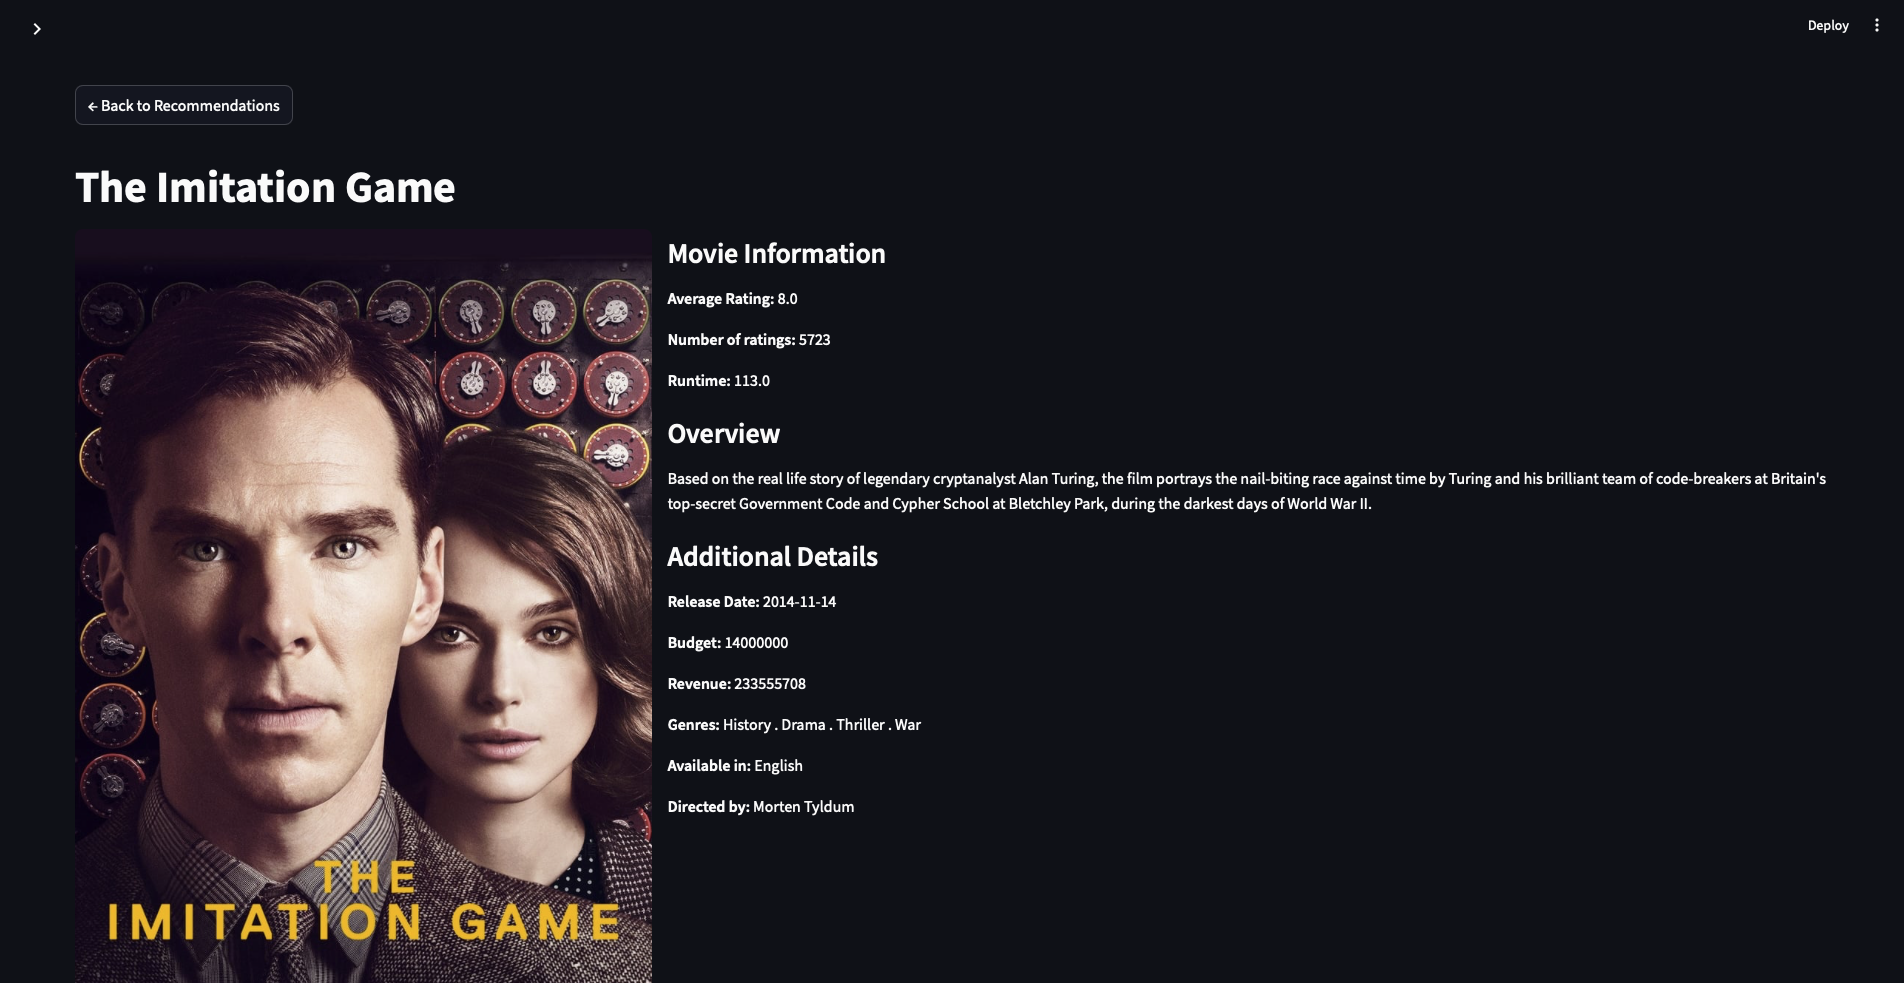 Deploy
← Back to Recommendations
The Imitation Game
Movie Information
Average Rating: 8.0
Number of ratings: 5723
Runtime: 113.0
Overview
Based on the real life story of legendary cryptanalyst Alan Turing, the film portrays the nail-biting race against time by Turing and his brilliant team of code-breakers at Britain's
top-secret Government Code and Cypher School at Bletchley Park, during the darkest days of World War II.
Additional Details
Release Date: 2014-11-14
Budget: 14000000
Revenue: 233555708
Genres: History . Drama . Thriller . War
Available in: English
Directed by: Morten Tyldum
THE
IMITATION GAME